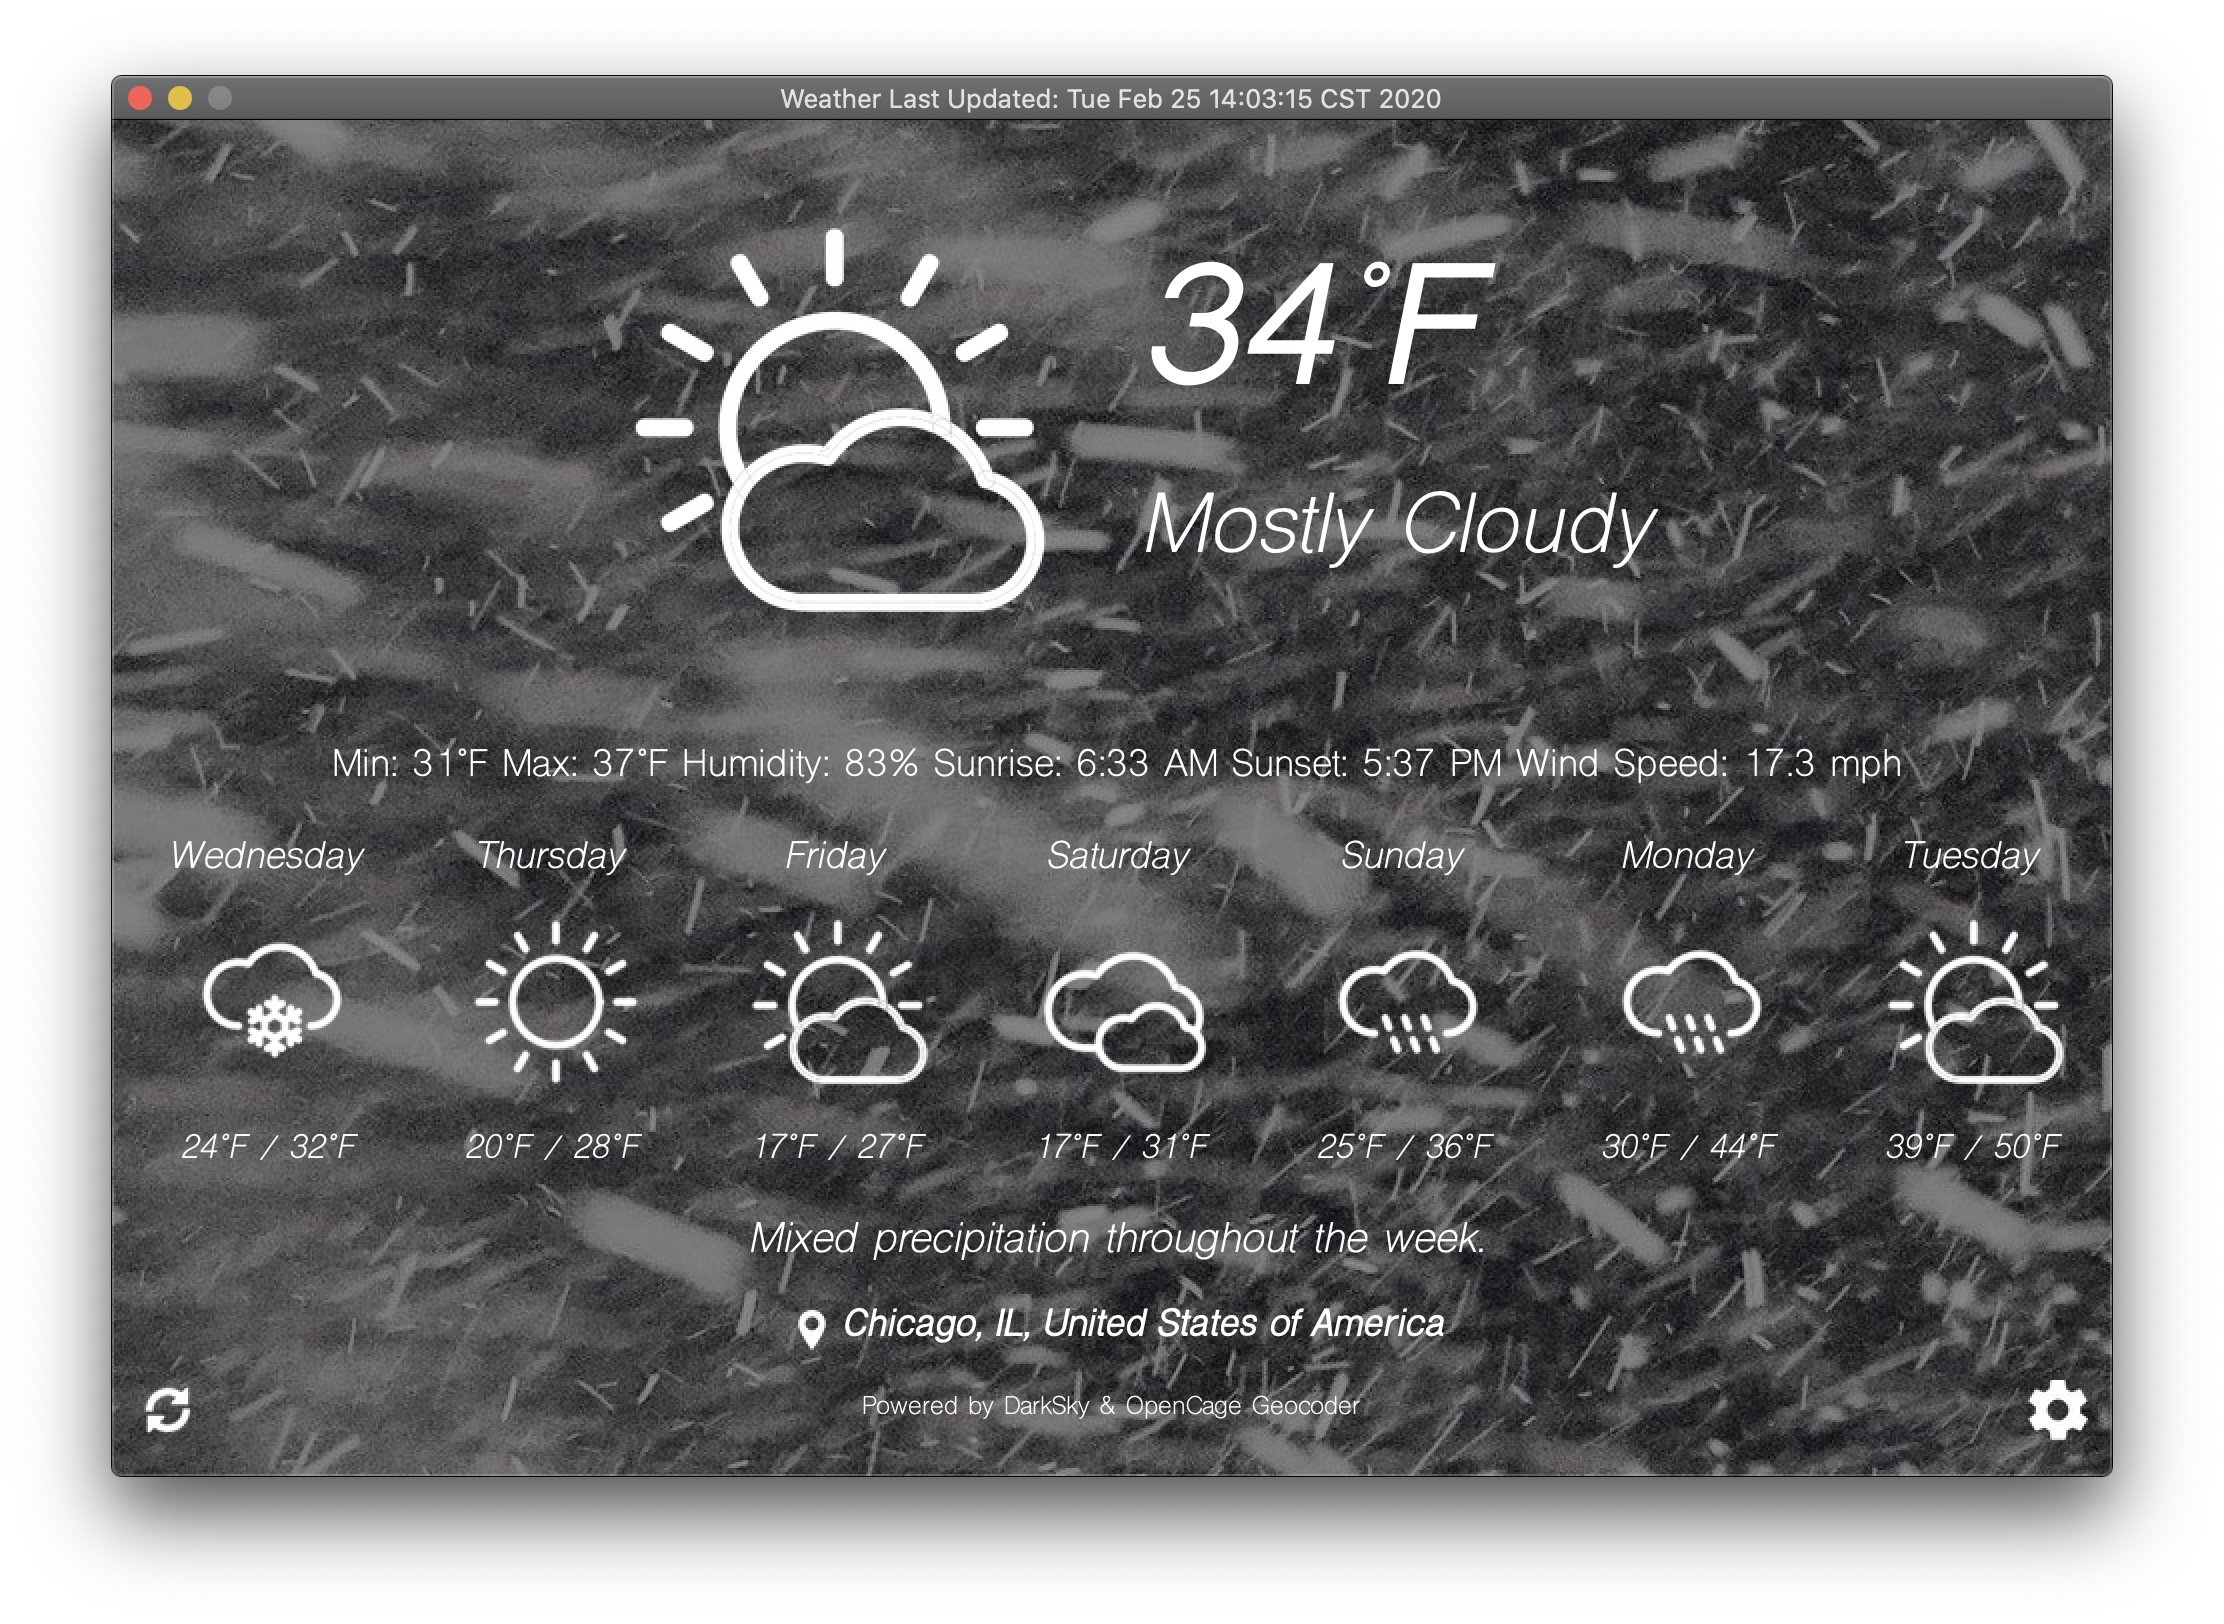 Weather Last Updated: Tue Feb 25 14:03:15 CST 2020
34°F
Mostly Cloudy
Min: 31°F Max: 37°F Humidity: 83% Sunrise: 6:33 AM Sunset: 5:37 PM Wind Speed: 17.3 mph
Wednesday Thursday Friday Saturday Sunday Monday Tuesday
24°F / 32°F 20°F / 28°F 17°F / 27°F 17°F / 31°F 25°F / 36°F 30°F / 44°F 39°F / 50°F
Mixed precipitation throughout the week.
Chicago, IL, United States of America
Powered by DarkSky & OpenCage Geocoder